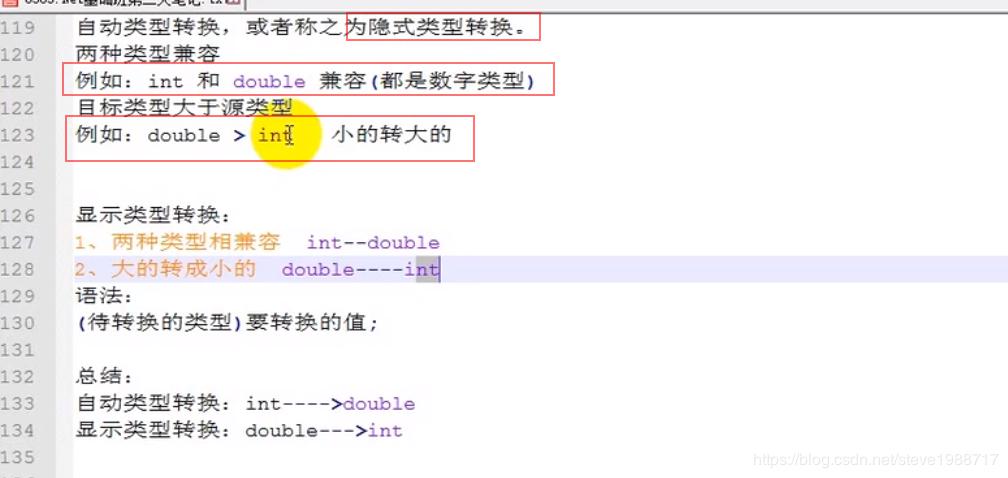 119 自动类型转换，或者称之为隐式类型转换。
120 两种类型兼容
121 例如：int 和 double 兼容(都是数字类型)
122 目标类型大于源类型
123 例如：double > int 小的转大的
124
125
126 显示类型转换：
127 1、两种类型相兼容 int--double
128 2、大的转成小的 double----int
129 语法：
130 (待转换的类型)要转换的值;
131
132 总结：
133 自动类型转换：int---->double
134 显示类型转换：double--->int
135
https://blog.csdn.net/steve1988717